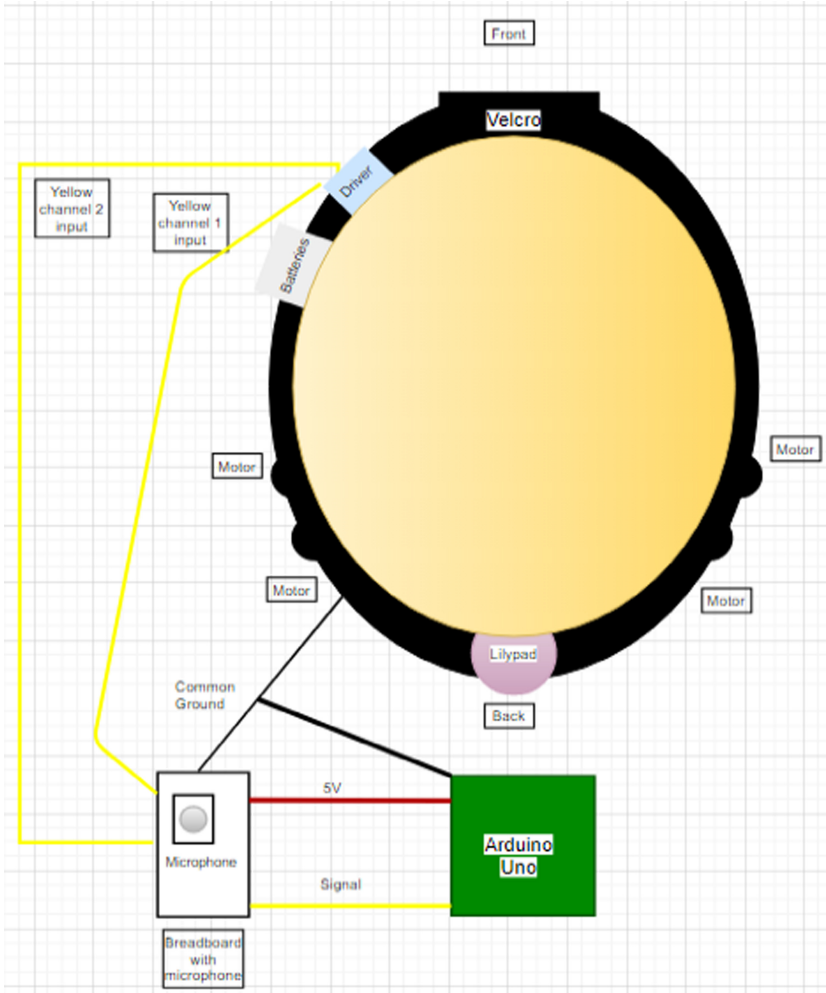 Front
Velcro
Driver
Yellow
channel 2
input
Yellow
channel 1
input
Batteries
Motor
Motor
Motor
Motor
Lilypad
Common
Ground
Back
5V
Microphone
Arduino
Uno
Signal
Breadboard
with
microphone